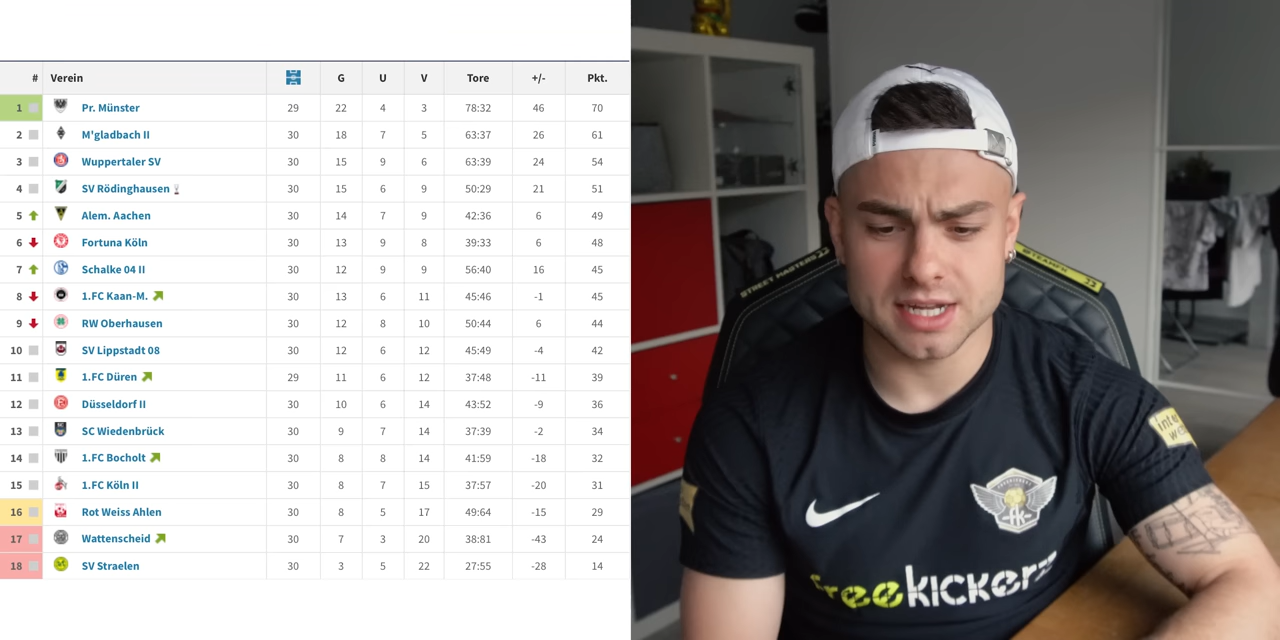 # Verein G U V Tore +/- Pkt.
1 Pr. Münster 29 22 4 3 78:32 46 70
2 M'gladbach II 30 18 7 5 63:37 26 61
3 Wuppertaler SV 30 15 9 6 63:39 24 54
4 SV Rödinghausen 30 15 6 9 50:29 21 51
5 Alem. Aachen 30 14 7 9 42:36 6 49
6 Fortuna Köln 30 13 9 8 39:33 6 48
7 Schalke 04 II 30 12 9 9 56:40 16 45
8 1.FC Kaan-M. 30 13 6 11 45:46 -1 45
9 RW Oberhausen 30 12 8 10 50:44 6 44
10 SV Lippstadt 08 30 12 6 12 45:49 -4 42
11 1.FC Düren 29 11 6 12 37:48 -11 39
12 Düsseldorf II 30 10 6 14 43:52 -9 36
13 SC Wiedenbrück 30 9 7 14 45:47 -2 34
14 1.FC Bocholt 30 8 8 14 41:59 -18 32
15 1.FC Köln II 30 8 7 15 37:57 -20 31
16 Rot Weiss Ahlen 30 8 5 17 49:64 -15 29
17 Wattenscheid 30 7 3 20 38:81 -43 24
18 SV Straelen 30 3 5 22 27:55 -28 14
STREET MASTERS
@TEAMFK
freekickerz